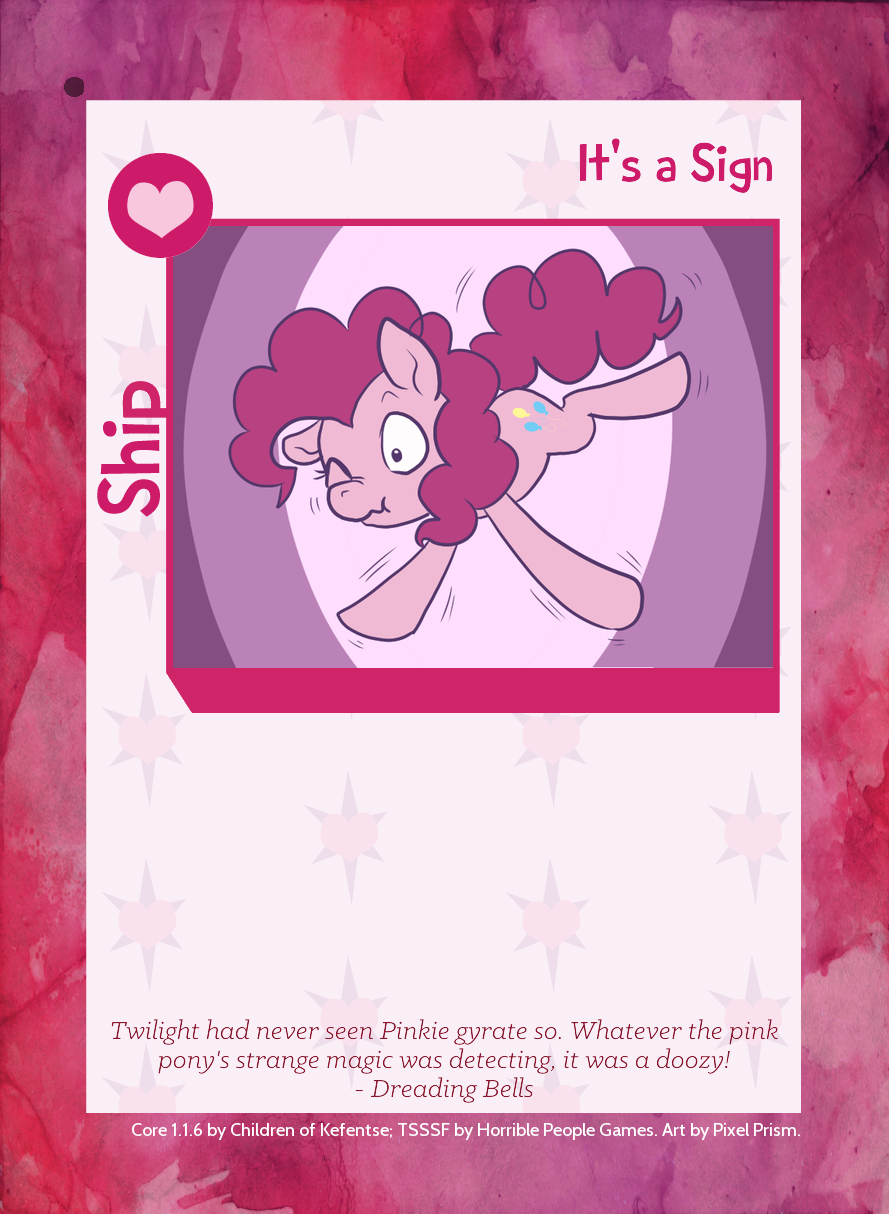 It's a Sign
Ship
Twilight had never seen Pinkie gyrate so. Whatever the pink
pony's strange magic was detecting, it was a doozy!
- Dreading Bells
Core 1.1.6 by Children of Kefentse; TSSSF by Horrible People Games. Art by Pixel Prism.